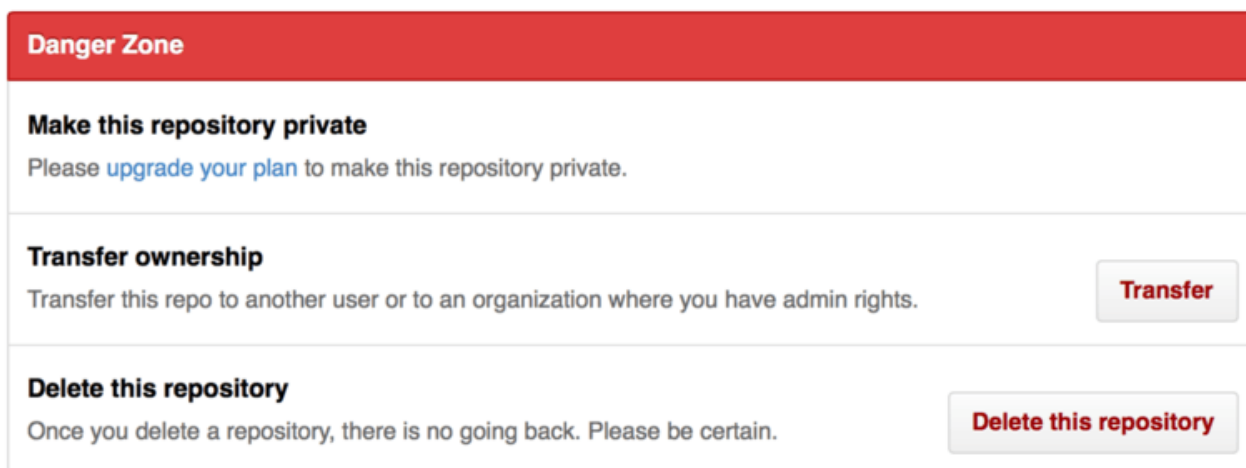 Danger Zone
Make this repository private
Please upgrade your plan to make this repository private.
Transfer ownership
Transfer this repo to another user or to an organization where you have admin rights.
Transfer
Delete this repository
Once you delete a repository, there is no going back. Please be certain.
Delete this repository